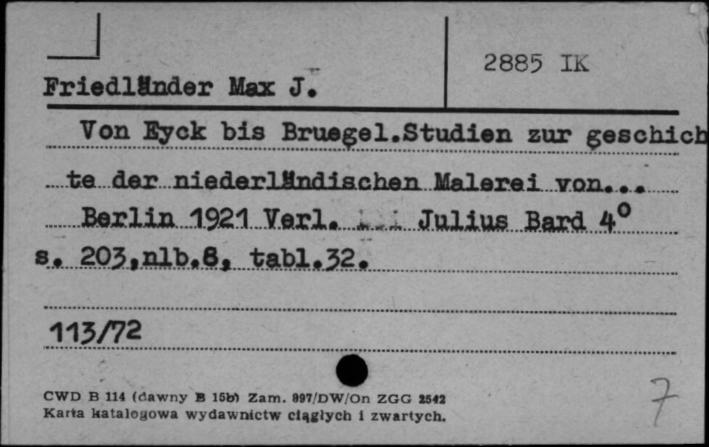 2885 IK
Friedländer Max J.
Von Eyck bis Bruegel.Studien zur geschich
te der niederländischen Malerei von...
Berlin 1921 Verl. Julius Bard 4°
s. 203,nlb.8, tabl.32.
113/72
7
CWD B 114 (dawny B 15b) Zam. 897/DW/On ZGG 2542
Karta katalogowa wydawnictw ciągłych i zwartych.